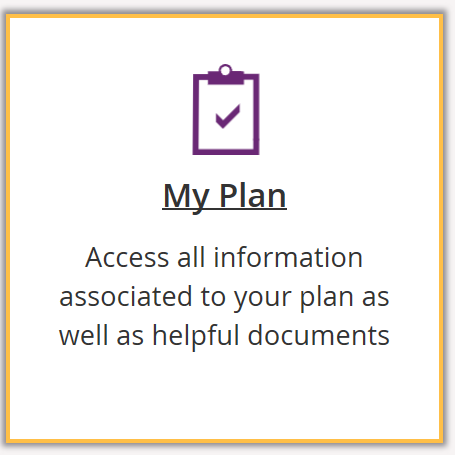 My Plan
Access all information
associated to your plan as
well as helpful documents